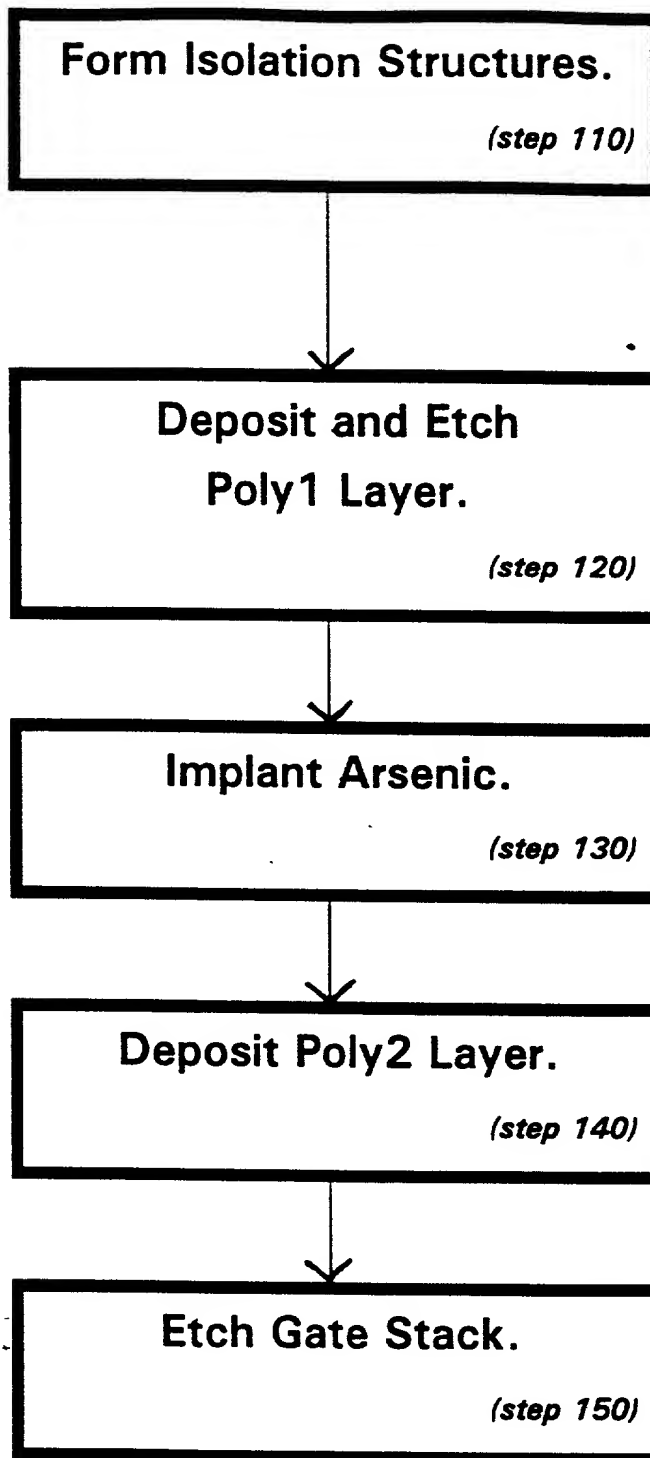 Form Isolation Structures.
(step 110)
Deposit and Etch
Poly1 Layer.
(step 120)
Implant Arsenic.
(step 130)
Deposit Poly2 Layer.
(step 140)
Etch Gate Stack.
(step 150)